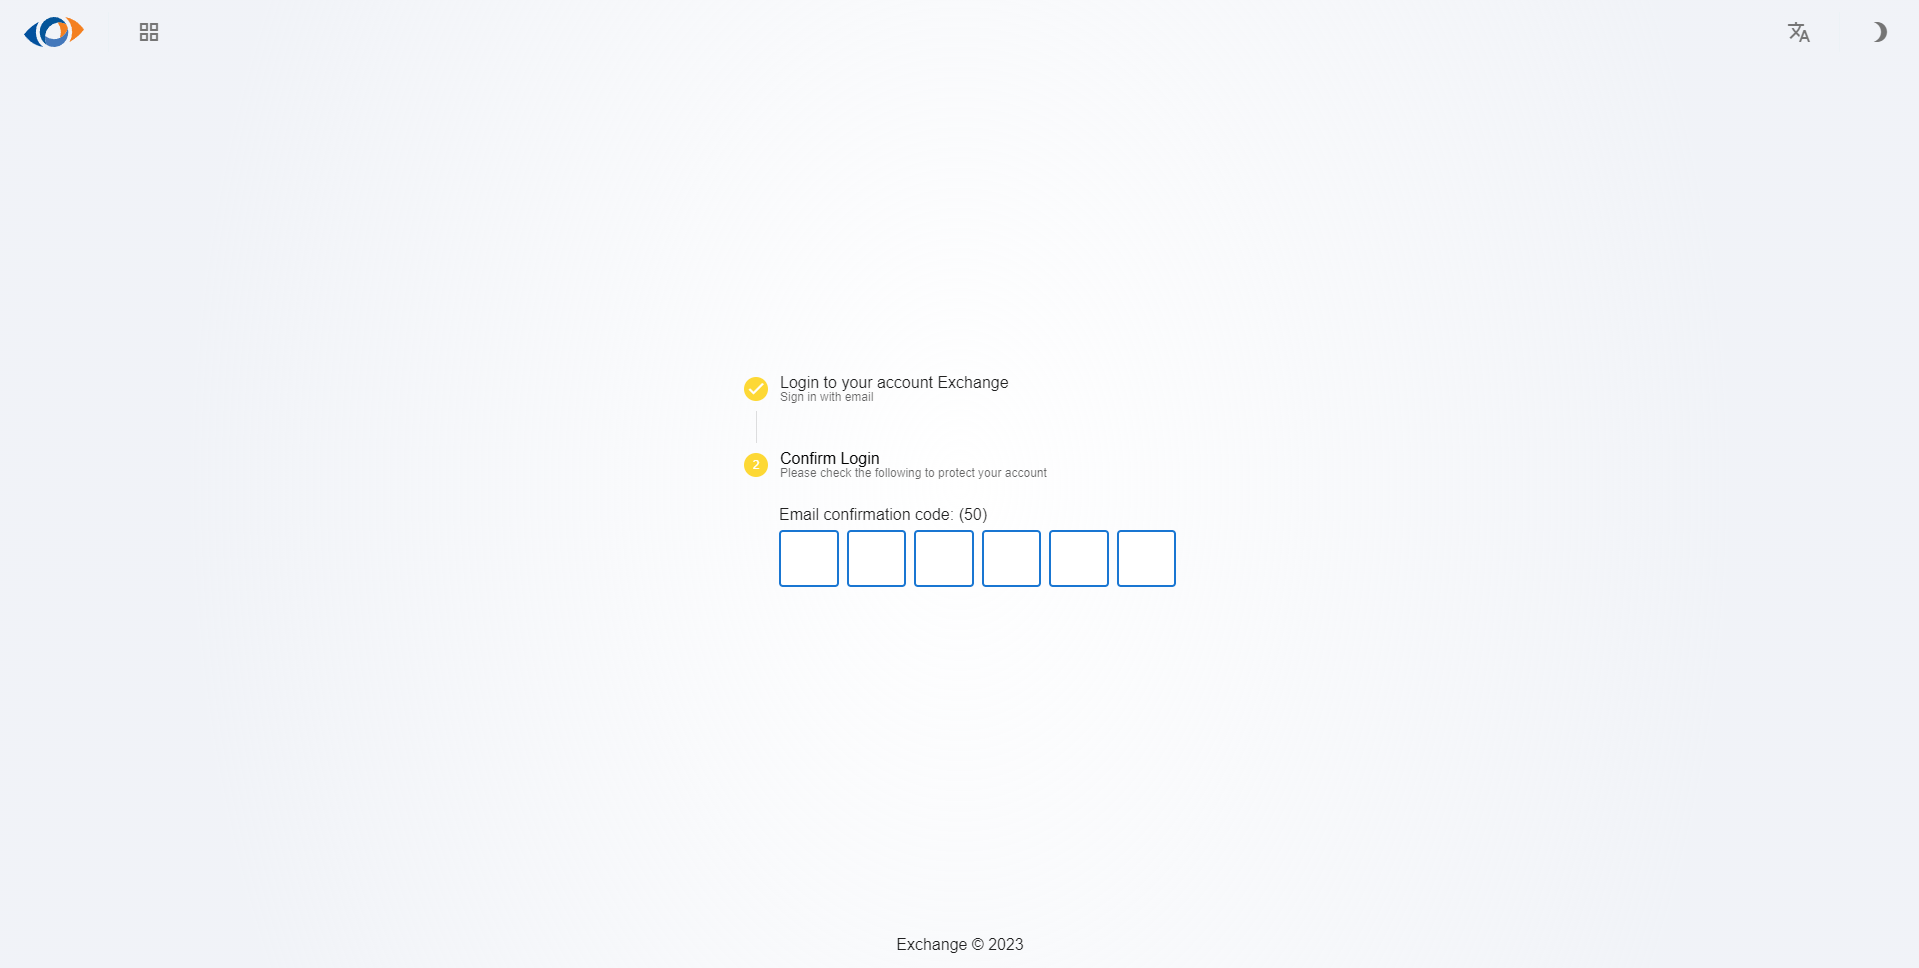 Login to your account Exchange
Sign in with email
2
Confirm Login
Please check the following to protect your account
Email confirmation code: (50)
Exchange © 2023